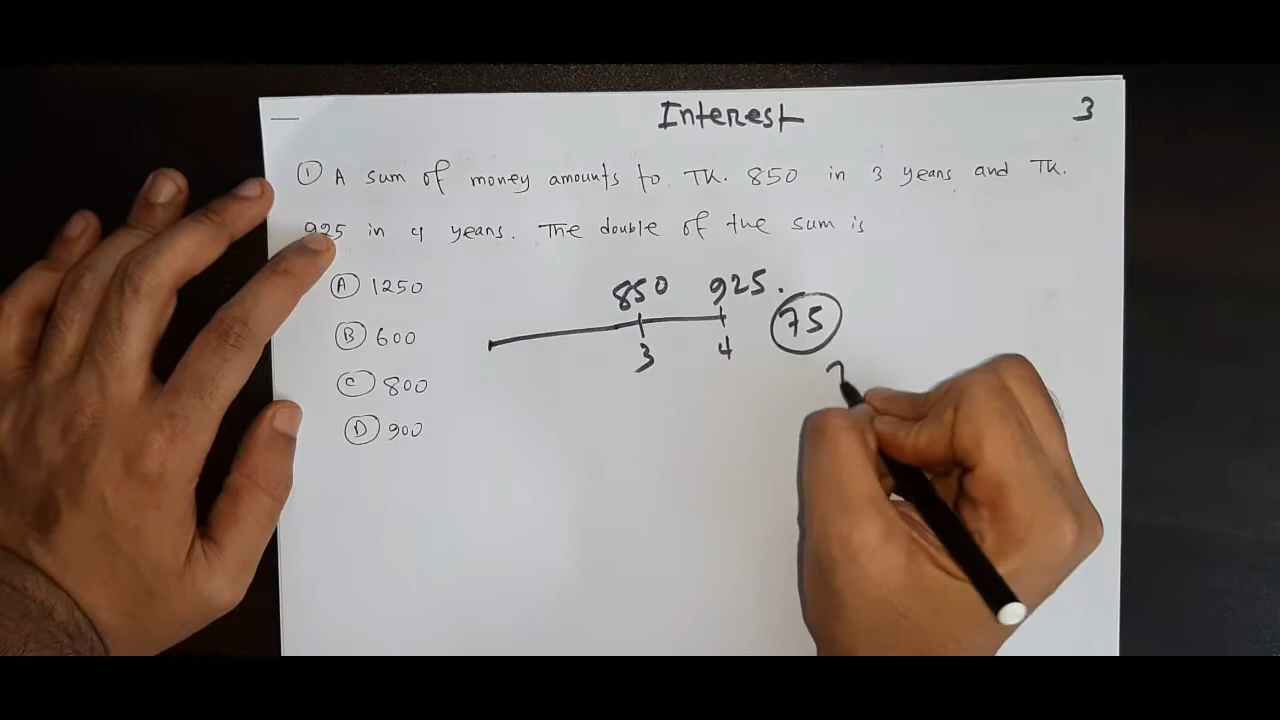 Interest 3
① A sum of money amounts to Tk. 850 in 3 years and Tk.
925 in 4 years. The double of the sum is
Ⓐ 1250
Ⓑ 600
Ⓒ 800
Ⓓ 900
850 925.
3 4
75